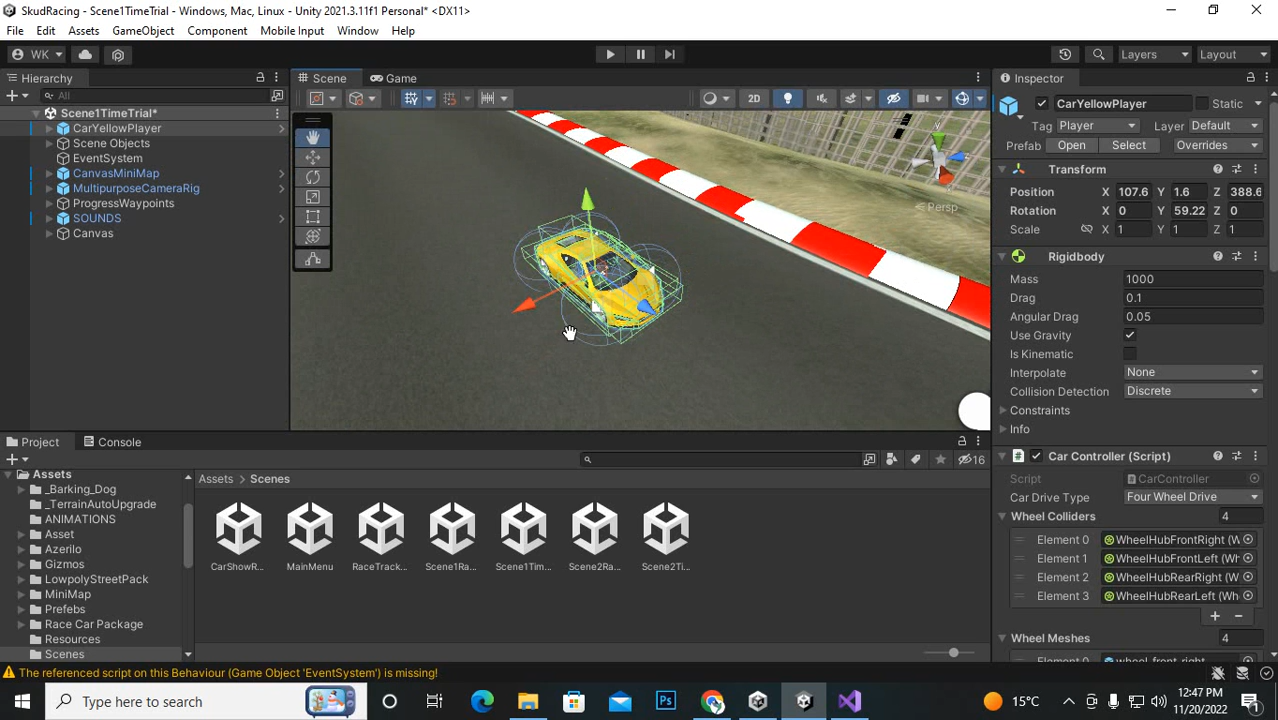 SkudRacing - Scene1TimeTrial - Windows, Mac, Linux - Unity 2021.3.11f1 Personal* <DX11>
File Edit Assets GameObject Component Mobile Input Window Help
WK Layers Layout
Hierarchy Scene Game Inspector
All 2D
Scene1TimeTrial*
CarYellowPlayer
Scene Objects
EventSystem
CanvasMiniMap
MultipurposeCameraRig
ProgressWaypoints
SOUNDS
Canvas
y
Persp
CarYellowPlayer Static
Tag Player Layer Default
Prefab Open Select Overrides
Transform
Position X 107.6 Y 1.6 Z 388.6
Rotation X 0 Y 59.22 Z 0
Scale X 1 Y 1 Z 1
Rigidbody
Mass 1000
Drag 0.1
Angular Drag 0.05
Use Gravity
Is Kinematic
Interpolate None
Collision Detection Discrete
Constraints
Info
Car Controller (Script)
Script CarController
Car Drive Type Four Wheel Drive
Wheel Colliders 4
Element 0 WheelHubFrontRight (W
Element 1 WheelHubFrontLeft (Wh
Element 2 WheelHubRearRight (W
Element 3 WheelHubRearLeft (Whe
Wheel Meshes 4
Element 0 wheel_front_right
Project Console
16
Assets
_Barking_Dog
_TerrainAutoUpgrade
ANIMATIONS
Asset
Azerilo
Gizmos
LowpolyStreetPack
MiniMap
Prefebs
Race Car Package
Resources
Scenes
Assets > Scenes
CarShowR... MainMenu RaceTrack... Scene1Ra... Scene1Tim... Scene2Ra... Scene2Ti...
The referenced script on this Behaviour (Game Object 'EventSystem') is missing!
Type here to search
Ps
15°C
12:47 PM
11/20/2022
1